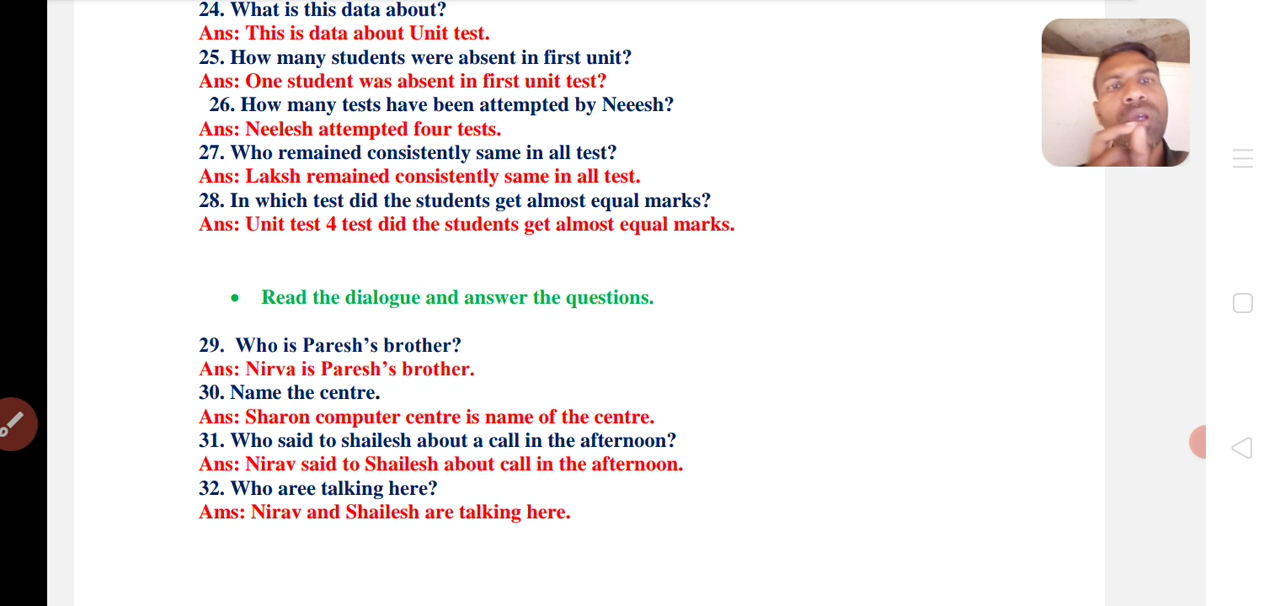 24. What is this data about?
Ans: This is data about Unit test.
25. How many students were absent in first unit?
Ans: One student was absent in first unit test?
26. How many tests have been attempted by Neeesh?
Ans: Neelesh attempted four tests.
27. Who remained consistently same in all test?
Ans: Laksh remained consistently same in all test.
28. In which test did the students get almost equal marks?
Ans: Unit test 4 test did the students get almost equal marks.
• Read the dialogue and answer the questions.
29. Who is Paresh’s brother?
Ans: Nirva is Paresh’s brother.
30. Name the centre.
Ans: Sharon computer centre is name of the centre.
31. Who said to shailesh about a call in the afternoon?
Ans: Nirav said to Shailesh about call in the afternoon.
32. Who aree talking here?
Ams: Nirav and Shailesh are talking here.